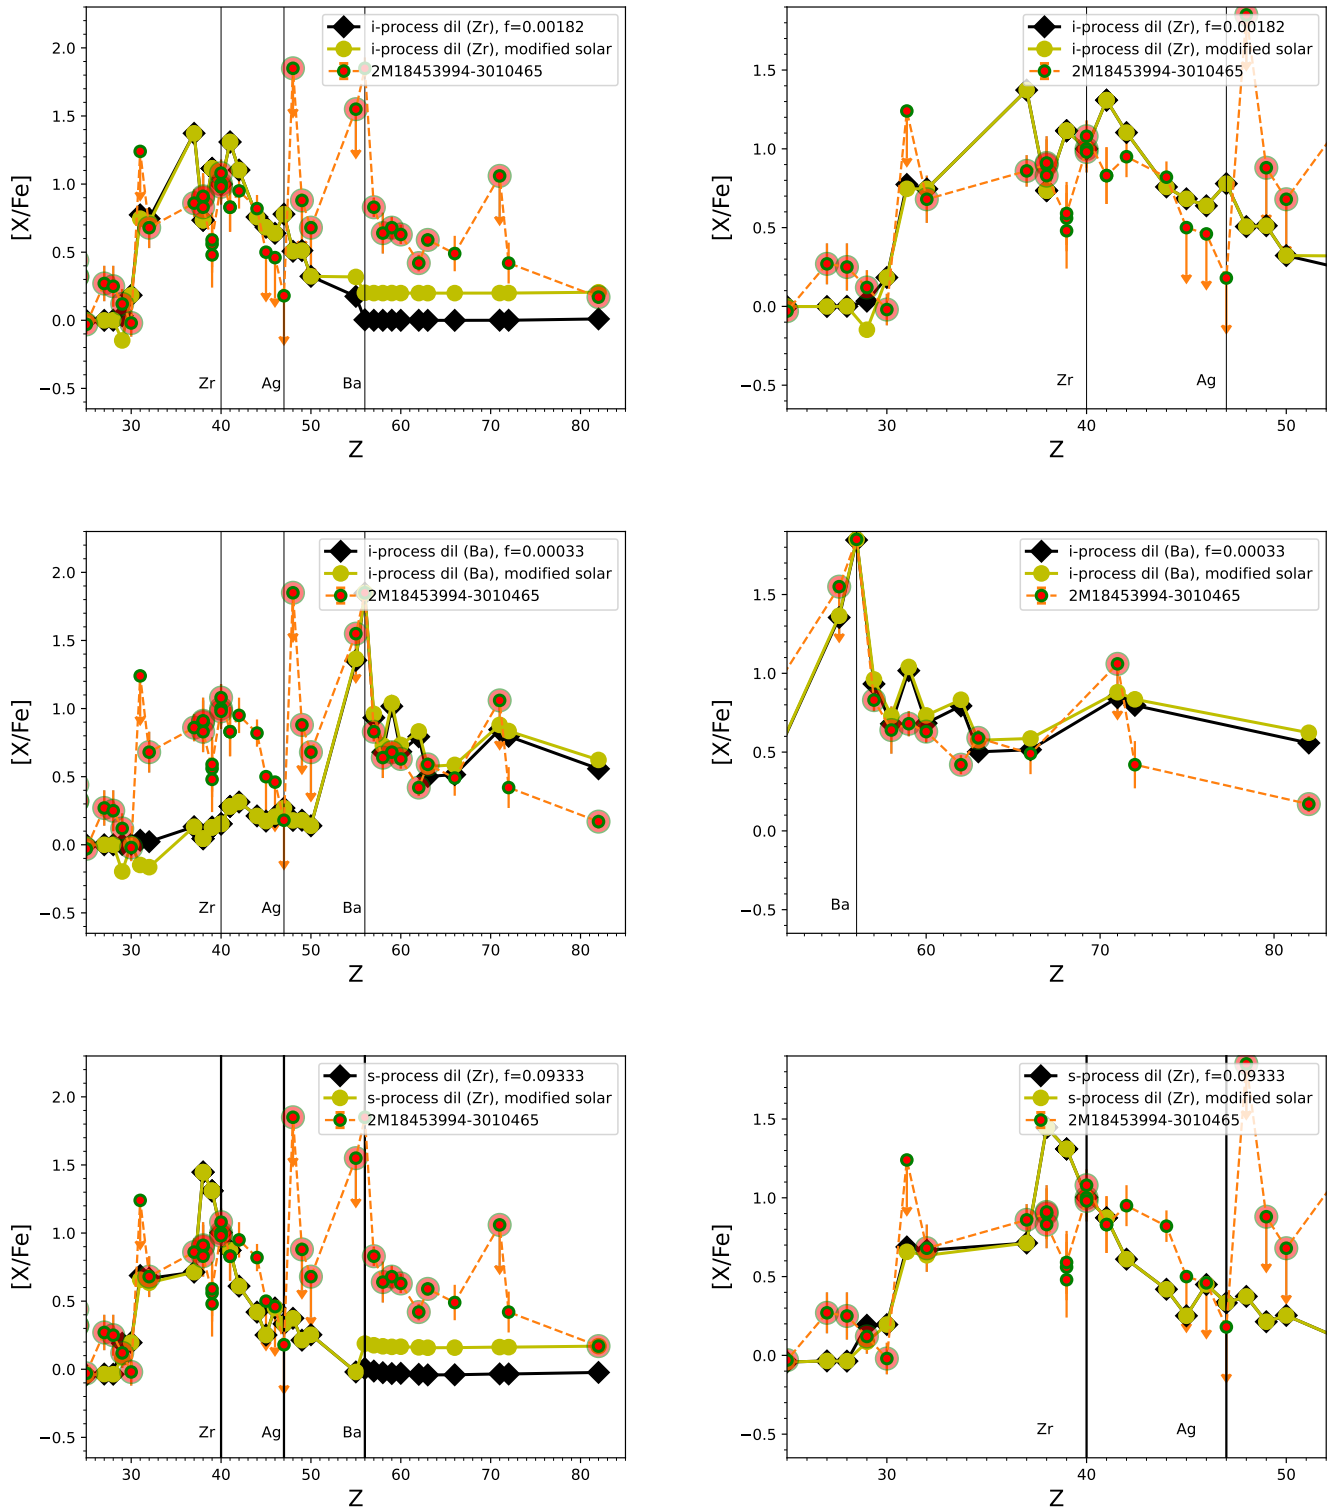 i-process dil (Zr), f=0.00182
i-process dil (Zr), modified solar
2M18453994-3010465
[X/Fe]
2.0
1.5
1.0
0.5
0.0
−0.5
Zr
Ag
Ba
30
40
50
60
70
80
Z
i-process dil (Zr), f=0.00182
i-process dil (Zr), modified solar
2M18453994-3010465
[X/Fe]
1.5
1.0
0.5
0.0
−0.5
Zr
Ag
30
40
50
Z
i-process dil (Ba), f=0.00033
i-process dil (Ba), modified solar
2M18453994-3010465
[X/Fe]
2.0
1.5
1.0
0.5
0.0
−0.5
Zr
Ag
Ba
30
40
50
60
70
80
Z
i-process dil (Ba), f=0.00033
i-process dil (Ba), modified solar
2M18453994-3010465
[X/Fe]
1.5
1.0
0.5
0.0
−0.5
Ba
60
70
80
Z
s-process dil (Zr), f=0.09333
s-process dil (Zr), modified solar
2M18453994-3010465
[X/Fe]
2.0
1.5
1.0
0.5
0.0
−0.5
Zr
Ag
Ba
30
40
50
60
70
80
Z
s-process dil (Zr), f=0.09333
s-process dil (Zr), modified solar
2M18453994-3010465
[X/Fe]
1.5
1.0
0.5
0.0
−0.5
Zr
Ag
30
40
50
Z